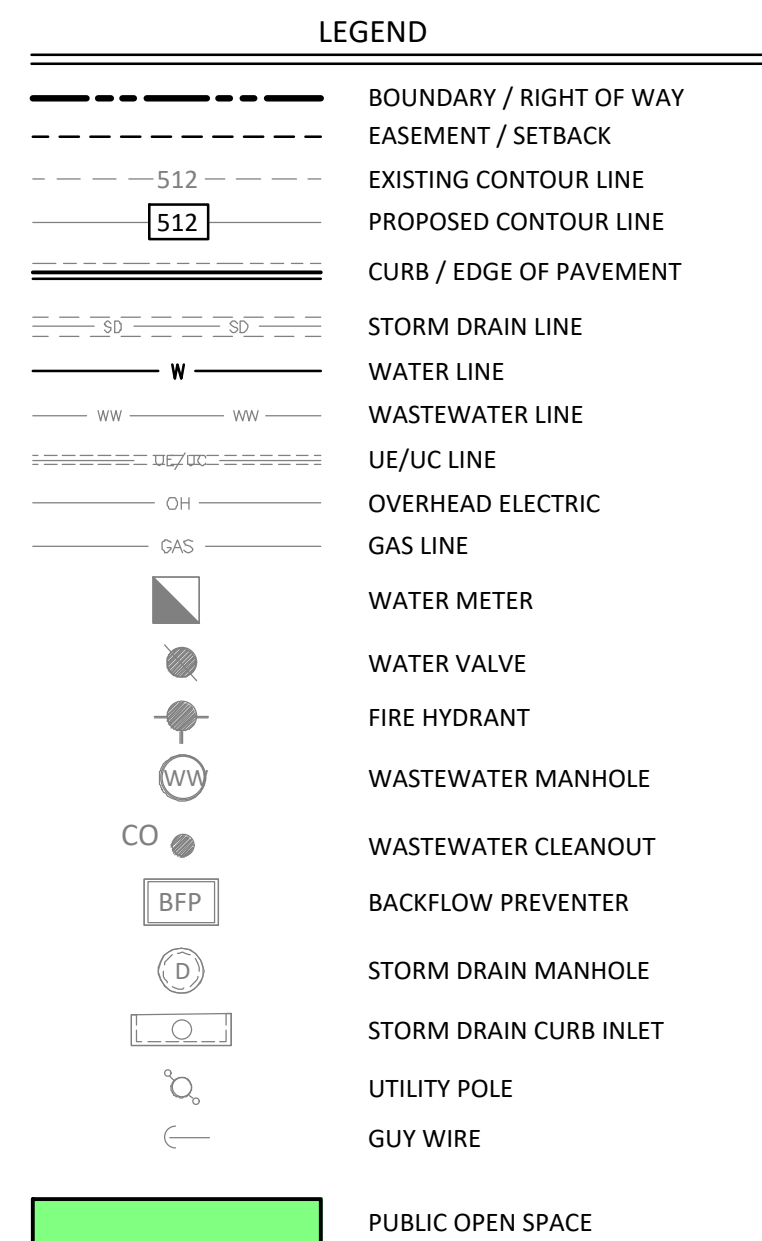 LEGEND
BOUNDARY / RIGHT OF WAY
EASEMENT / SETBACK
512 EXISTING CONTOUR LINE
512 PROPOSED CONTOUR LINE
CURB / EDGE OF PAVEMENT
SD SD STORM DRAIN LINE
W WATER LINE
WW WW WASTEWATER LINE
UE/UC UE/UC LINE
OH OVERHEAD ELECTRIC
GAS GAS LINE
WATER METER
WATER VALVE
FIRE HYDRANT
WW WASTEWATER MANHOLE
CO WASTEWATER CLEANOUT
BFP BACKFLOW PREVENTER
D STORM DRAIN MANHOLE
STORM DRAIN CURB INLET
UTILITY POLE
GUY WIRE
PUBLIC OPEN SPACE